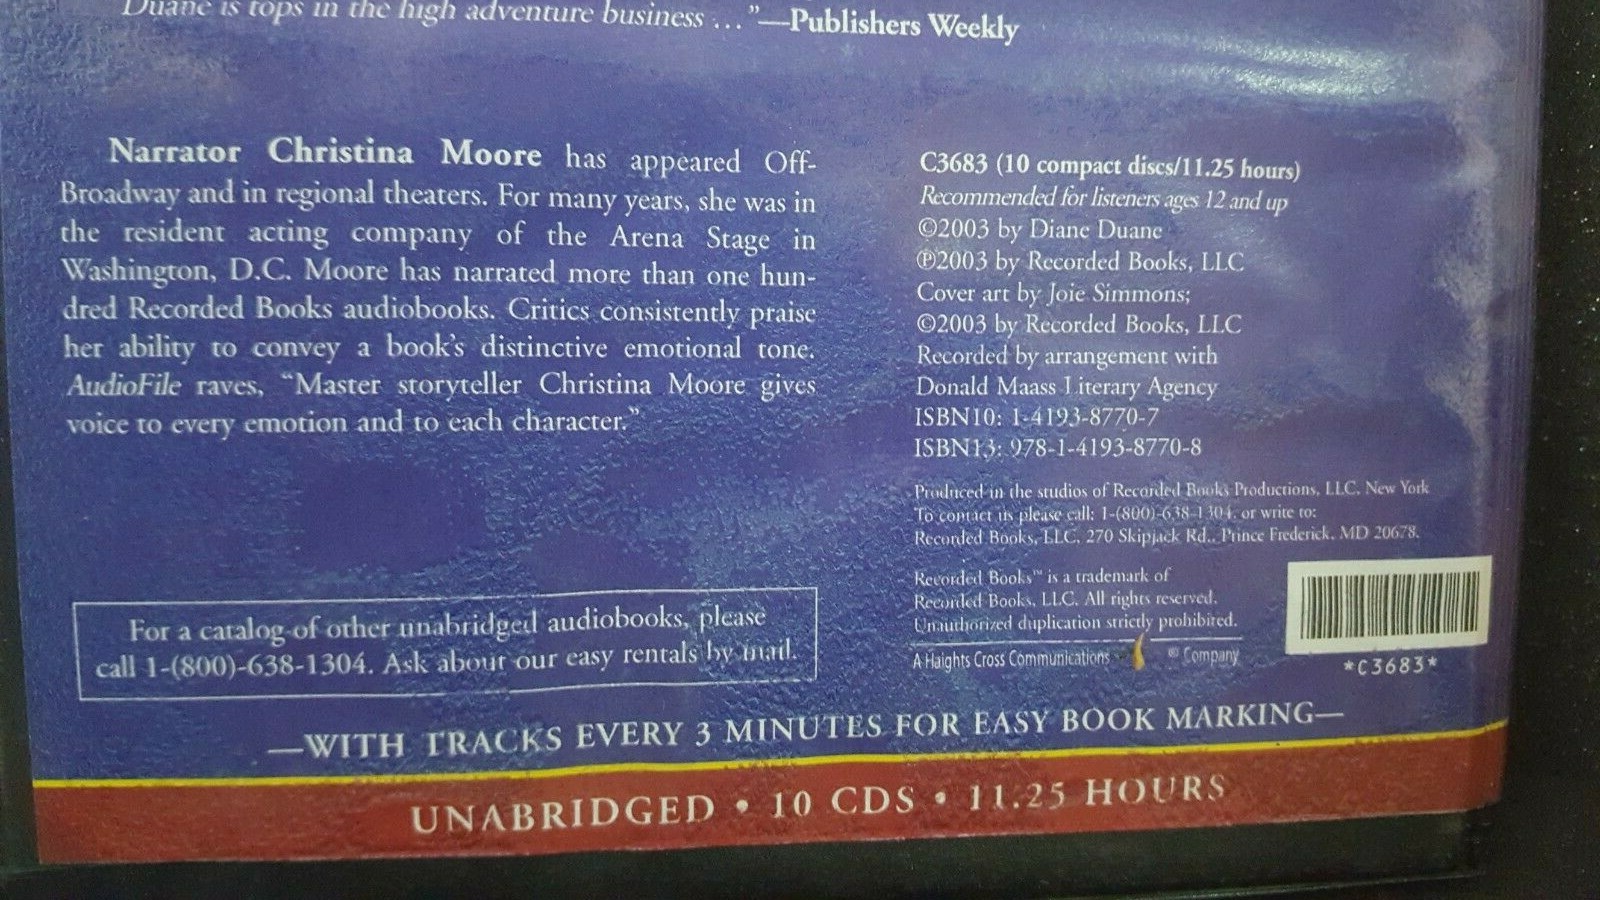 Duane is tops in the high adventure business ..."—Publishers Weekly
Narrator Christina Moore has appeared Off-
Broadway and in regional theaters. For many years, she was in
the resident acting company of the Arena Stage in
Washington, D.C. Moore has narrated more than one hun-
dred Recorded Books audiobooks. Critics consistently praise
her ability to convey a book's distinctive emotional tone.
AudioFile raves, "Master storyteller Christina Moore gives
voice to every emotion and to each character."
For a catalog of other unabridged audiobooks, please
call 1-(800)-638-1304. Ask about our easy rentals by mail.
C3683 (10 compact discs/11.25 hours)
Recommended for listeners ages 12 and up
©2003 by Diane Duane
℗2003 by Recorded Books, LLC
Cover art by Joie Simmons;
©2003 by Recorded Books, LLC
Recorded by arrangement with
Donald Maass Literary Agency
ISBN10: 1-4193-8770-7
ISBN13: 978-1-4193-8770-8
Produced in the studios of Recorded Books Productions, LLC, New York
To contact us please call: 1-(800)-638-1304, or write to:
Recorded Books, LLC, 270 Skipjack Rd., Prince Frederick, MD 20678.
Recorded Books™ is a trademark of
Recorded Books, LLC. All rights reserved.
Unauthorized duplication strictly prohibited.
A Haights Cross Communications ® Company
*C3683*
—WITH TRACKS EVERY 3 MINUTES FOR EASY BOOK MARKING—
UNABRIDGED • 10 CDS • 11.25 HOURS